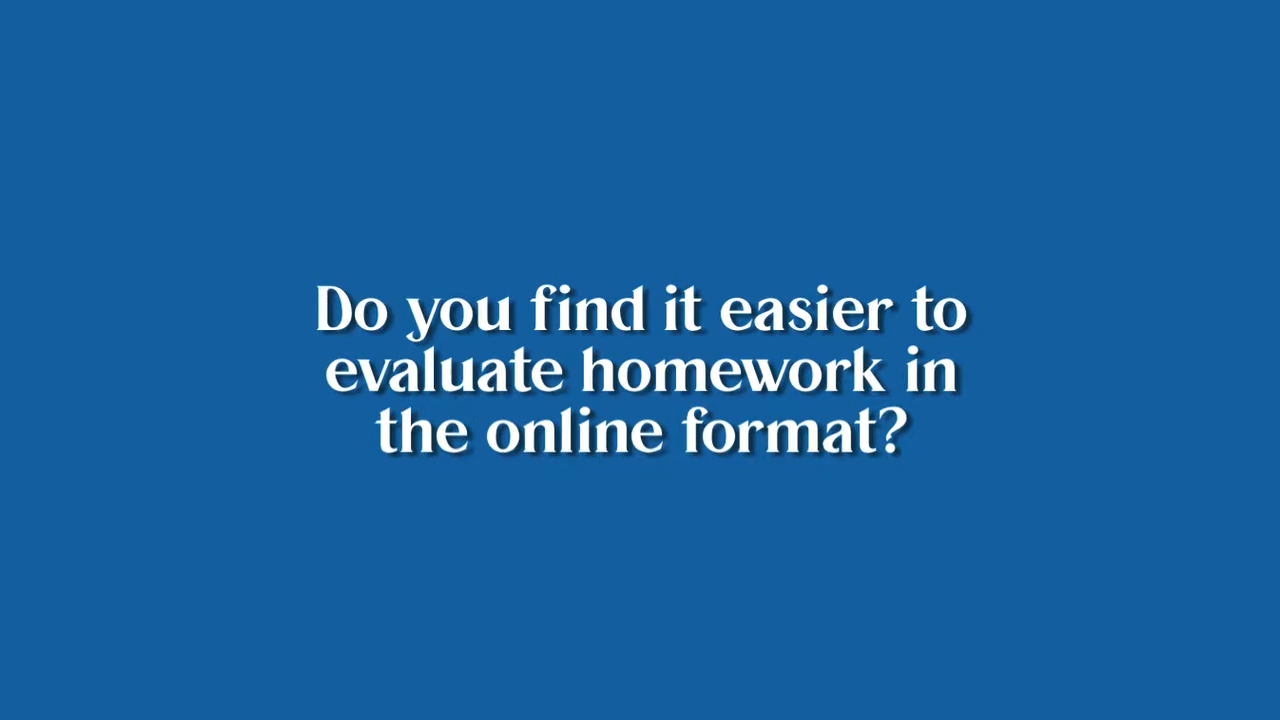 Do you find it easier to
evaluate homework in
the online format?